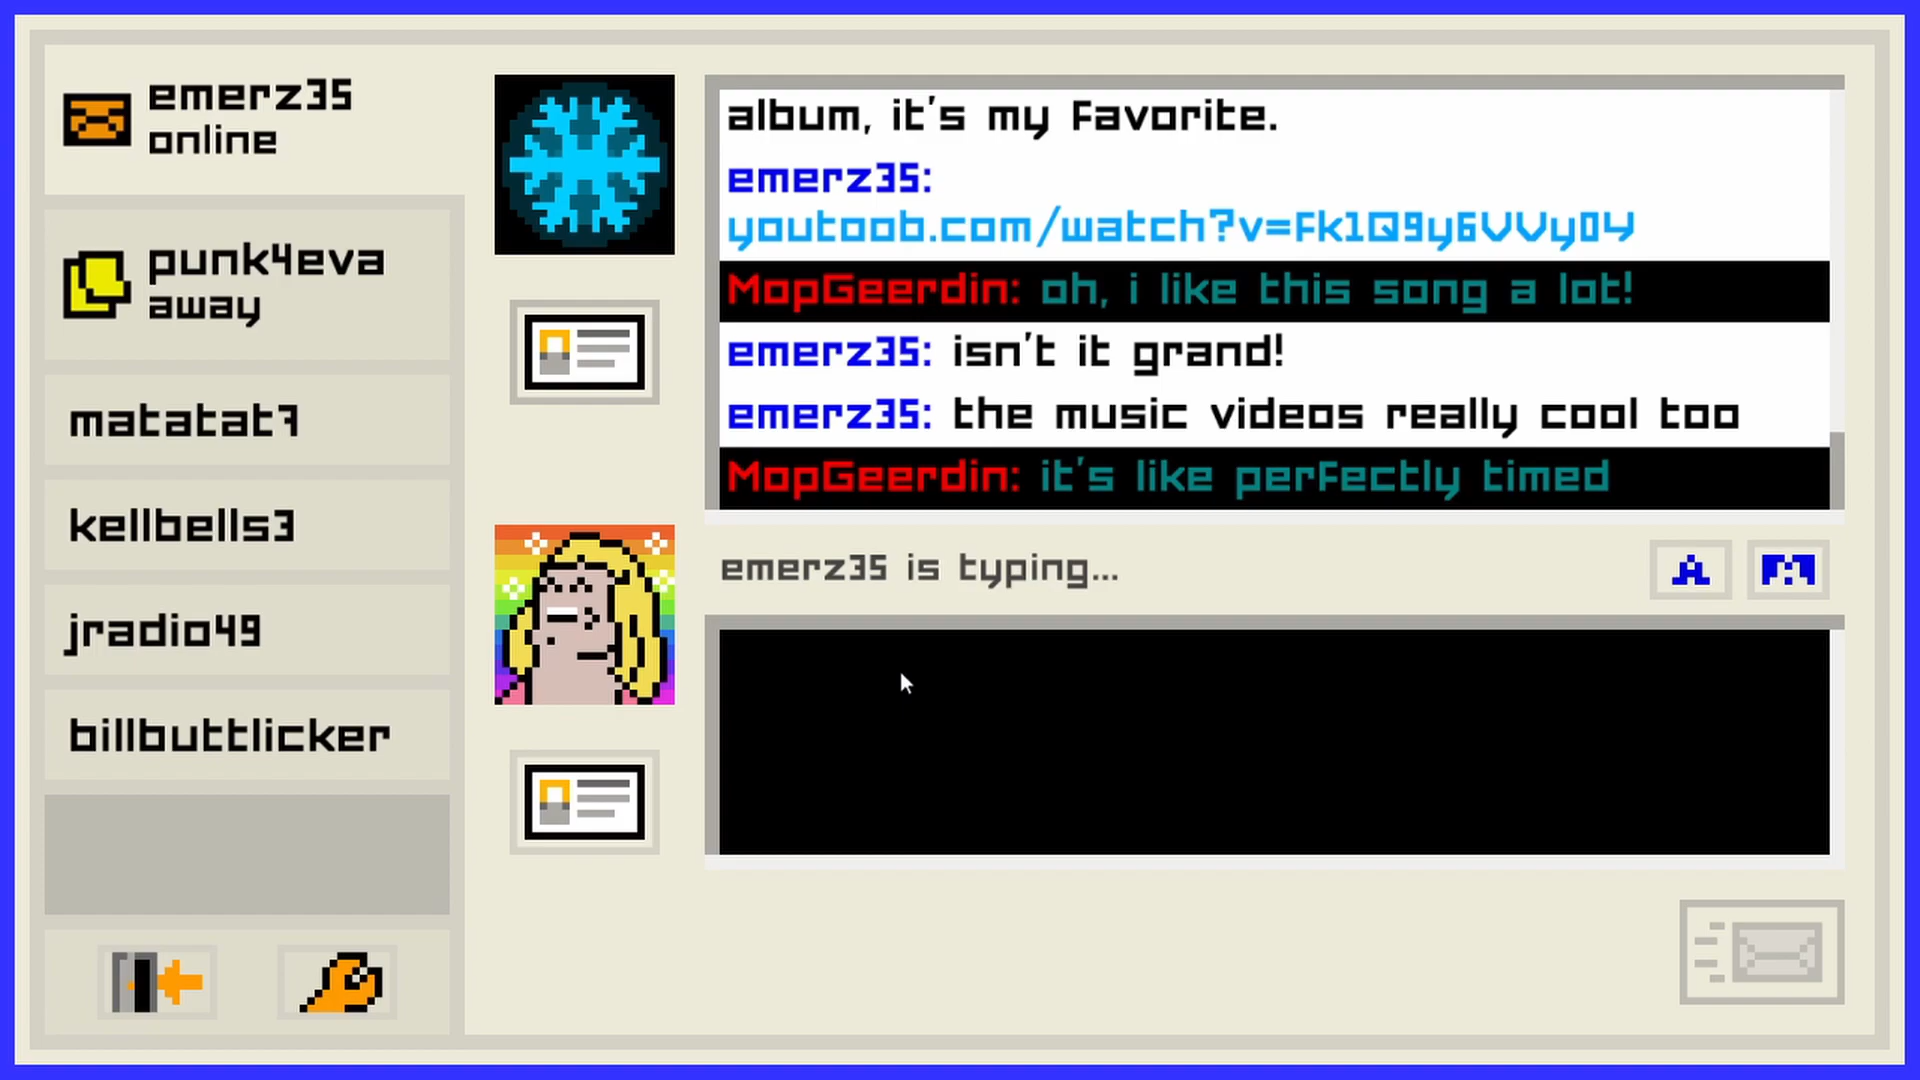 emerz35
online
punk4eva
away
matatat7
kellbells3
jradio49
billbuttlicker
album, it's my favorite.
emerz35:
youtoob.com/watch?v=Fk1Q9y6VVy04
MopGeerdin: oh, i like this song a lot!
emerz35: isn't it grand!
emerz35: the music videos really cool too
MopGeerdin: it's like perfectly timed
emerz35 is typing...
A